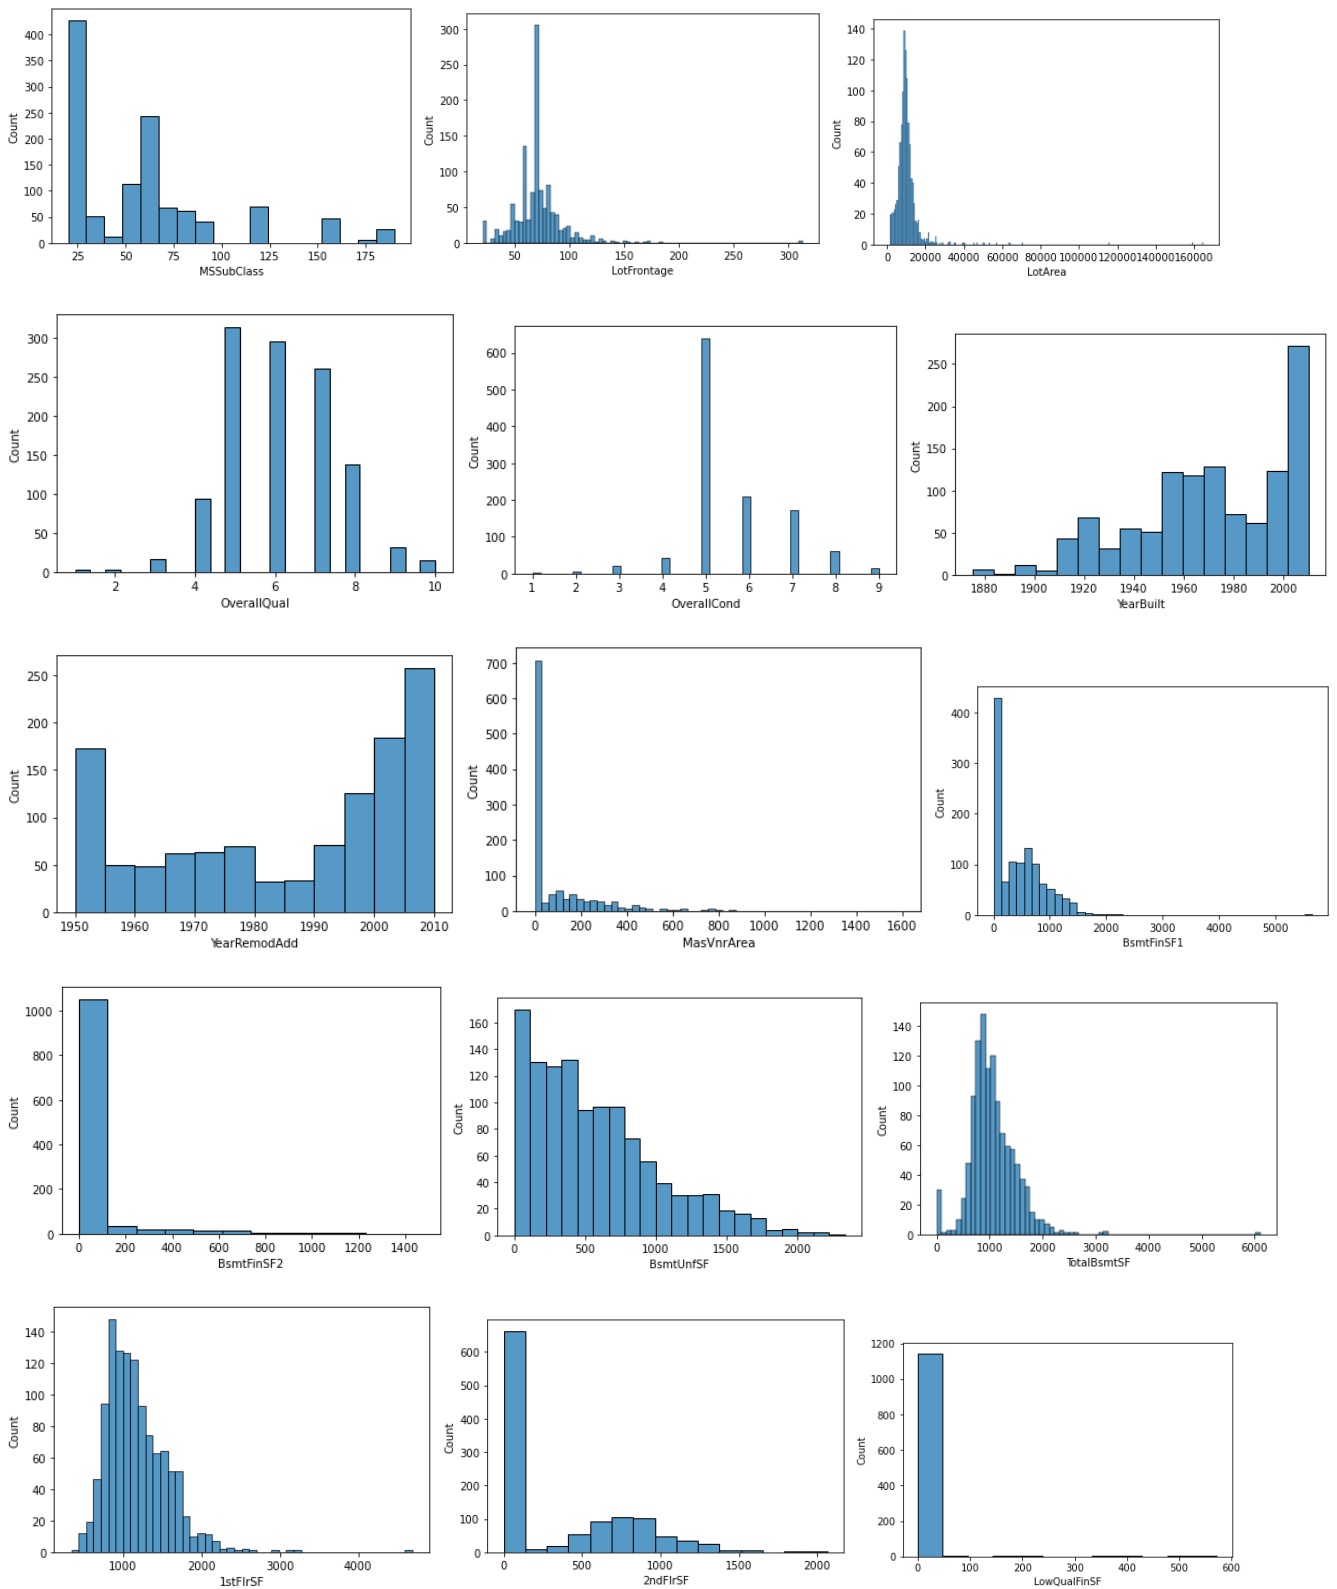 400
350
300
250
200
150
100
50
0
Count
25 50 75 100 125 150 175
MSSubClass
300
250
200
150
100
50
0
Count
50 100 150 200 250 300
LotFrontage
140
120
100
80
60
40
20
0
Count
0 20000 40000 60000 80000 100000 120000 140000 160000
LotArea
300
250
200
150
100
50
0
Count
2 4 6 8 10
OverallQual
600
500
400
300
200
100
0
Count
1 2 3 4 5 6 7 8 9
OverallCond
250
200
150
100
50
0
Count
1880 1900 1920 1940 1960 1980 2000
YearBuilt
250
200
150
100
50
0
Count
1950 1960 1970 1980 1990 2000 2010
YearRemodAdd
700
600
500
400
300
200
100
0
Count
0 200 400 600 800 1000 1200 1400 1600
MasVnrArea
400
300
200
100
0
Count
0 1000 2000 3000 4000 5000
BsmtFinSF1
1000
800
600
400
200
0
Count
0 200 400 600 800 1000 1200 1400
BsmtFinSF2
160
140
120
100
80
60
40
20
0
Count
0 500 1000 1500 2000
BsmtUnfSF
140
120
100
80
60
40
20
0
Count
0 1000 2000 3000 4000 5000 6000
TotalBsmtSF
140
120
100
80
60
40
20
0
Count
1000 2000 3000 4000
1stFlrSF
600
500
400
300
200
100
0
Count
0 500 1000 1500 2000
2ndFlrSF
1200
1000
800
600
400
200
0
Count
0 100 200 300 400 500 600
LowQualFinSF